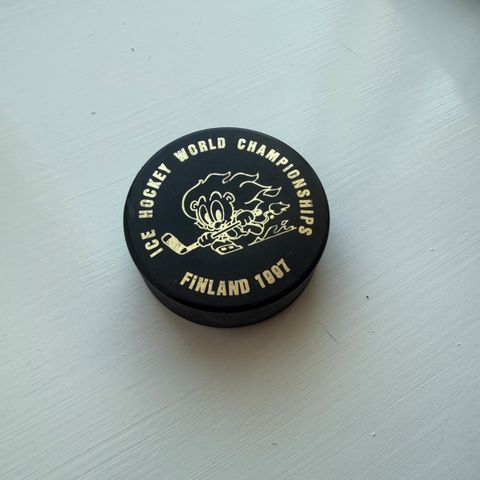 ICE HOCKEY WORLD CHAMPIONSHIPS
FINLAND 1997